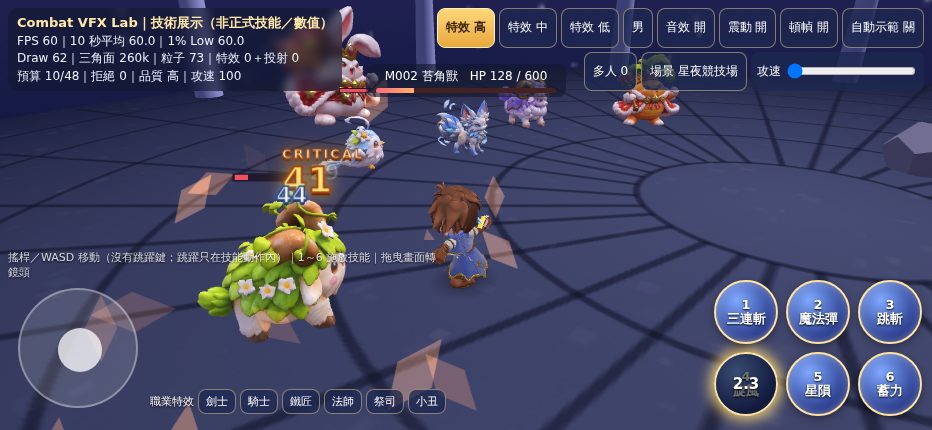 Combat VFX Lab | 技術展示（非正式技能／數值）
FPS 60｜10 秒平均 60.0｜1% Low 60.0
Draw 62｜三角面 260k｜粒子 73｜特效 0＋投射 0
預算 10/48｜拒絕 0｜品質 高｜攻速 100
M002 苔角獸 HP 128 / 600
特效 高
特效 中
特效 低
男
音效 開
震動 開
頓幀 開
自動示範 關
多人 0
場景 星夜競技場
攻速
CRITICAL
41
44
搖桿／WASD 移動（沒有跳躍鍵；跳躍只在技能動作內）｜1～6 施放技能｜拖曳畫面轉
鏡頭
1
三連斬
2
魔法彈
3
跳斬
2.3
旋風
5
星隕
6
蓄力
職業特效
劍士
騎士
鐵匠
法師
祭司
小丑